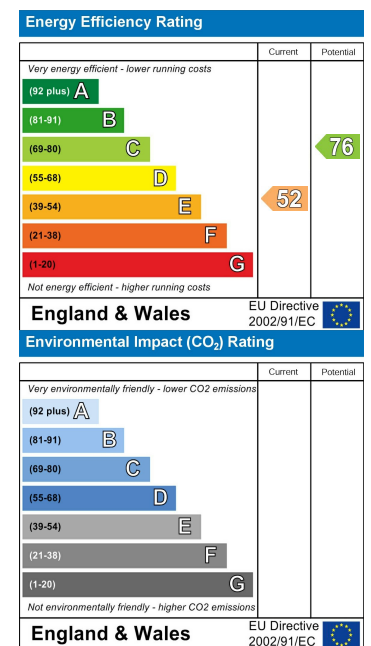 Energy Efficiency Rating
Current Potential
Very energy efficient - lower running costs
(92 plus) A
(81-91) B
(69-80) C
76
(55-68) D
(39-54) E
52
(21-38) F
(1-20) G
Not energy efficient - higher running costs
England & Wales
EU Directive
2002/91/EC
Environmental Impact (CO₂) Rating
Current Potential
Very environmentally friendly - lower CO2 emissions
(92 plus) A
(81-91) B
(69-80) C
(55-68) D
(39-54) E
(21-38) F
(1-20) G
Not environmentally friendly - higher CO2 emissions
England & Wales
EU Directive
2002/91/EC